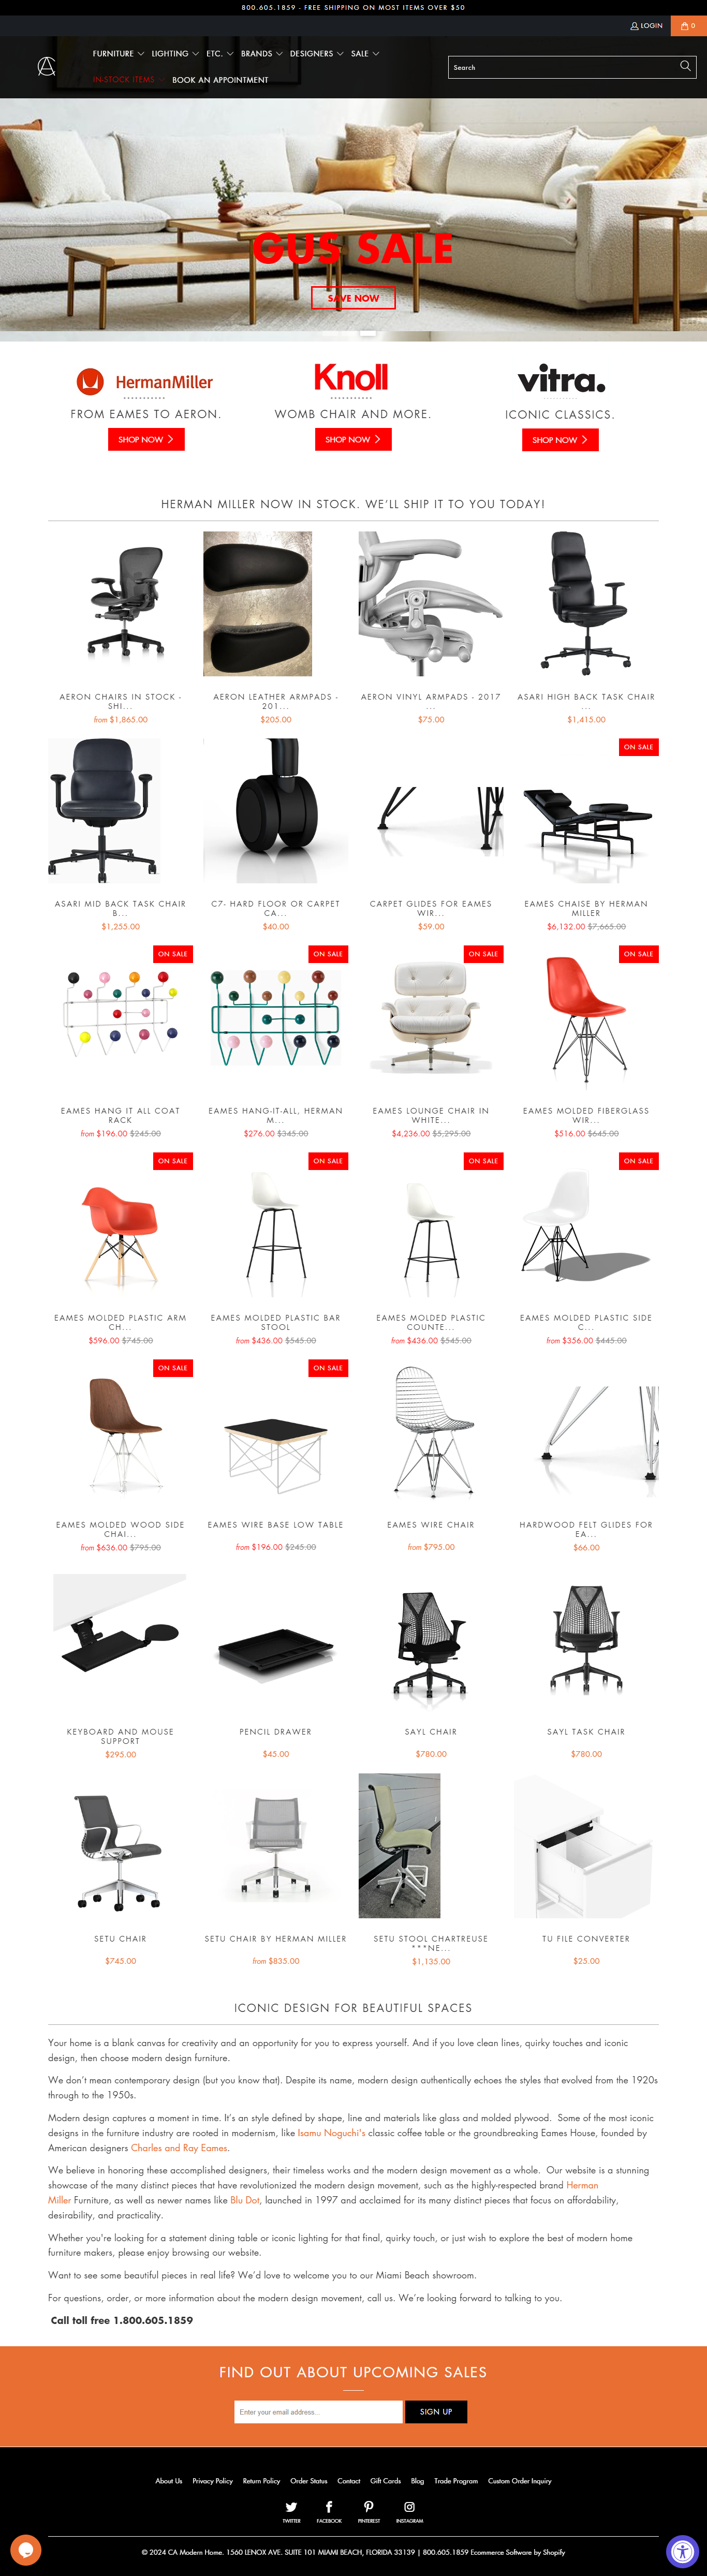 800.605.1859 - FREE SHIPPING ON MOST ITEMS OVER $50
LOGIN
0
FURNITURE
LIGHTING
ETC.
BRANDS
DESIGNERS
SALE
IN-STOCK ITEMS
BOOK AN APPOINTMENT
Search
GUS SALE
SAVE NOW
HermanMiller
Knoll
vitra.
FROM EAMES TO AERON.
WOMB CHAIR AND MORE.
ICONIC CLASSICS.
SHOP NOW
SHOP NOW
SHOP NOW
HERMAN MILLER NOW IN STOCK. WE'LL SHIP IT TO YOU TODAY!
AERON CHAIRS IN STOCK - SHI...
from $1,865.00
AERON LEATHER ARMPADS - 201...
$205.00
AERON VINYL ARMPADS - 2017 ...
$75.00
ASARI HIGH BACK TASK CHAIR ...
$1,415.00
ASARI MID BACK TASK CHAIR B...
$1,255.00
C7- HARD FLOOR OR CARPET CA...
$40.00
CARPET GLIDES FOR EAMES WIR...
$59.00
ON SALE
EAMES CHAISE BY HERMAN MILLER
$6,132.00 $7,665.00
ON SALE
EAMES HANG IT ALL COAT RACK
from $196.00 $245.00
ON SALE
EAMES HANG-IT-ALL, HERMAN M...
$276.00 $345.00
ON SALE
EAMES LOUNGE CHAIR IN WHITE...
$4,236.00 $5,295.00
ON SALE
EAMES MOLDED FIBERGLASS WIR...
$516.00 $645.00
ON SALE
EAMES MOLDED PLASTIC ARM CH...
$596.00 $745.00
ON SALE
EAMES MOLDED PLASTIC BAR STOOL
from $436.00 $545.00
ON SALE
EAMES MOLDED PLASTIC COUNTE...
from $436.00 $545.00
ON SALE
EAMES MOLDED PLASTIC SIDE C...
from $356.00 $445.00
ON SALE
EAMES MOLDED WOOD SIDE CHAI...
from $636.00 $795.00
ON SALE
EAMES WIRE BASE LOW TABLE
from $196.00 $245.00
EAMES WIRE CHAIR
from $795.00
HARDWOOD FELT GLIDES FOR EA...
$66.00
KEYBOARD AND MOUSE SUPPORT
$295.00
PENCIL DRAWER
$45.00
SAYL CHAIR
$780.00
SAYL TASK CHAIR
$780.00
SETU CHAIR
$745.00
SETU CHAIR BY HERMAN MILLER
from $835.00
SETU STOOL CHARTREUSE ***NE...
$1,135.00
TU FILE CONVERTER
$25.00
ICONIC DESIGN FOR BEAUTIFUL SPACES
Your home is a blank canvas for creativity and an opportunity for you to express yourself. And if you love clean lines, quirky touches and iconic
design, then choose modern design furniture.
We don't mean contemporary design (but you know that). Despite its name, modern design authentically echoes the styles that evolved from the 1920s
through to the 1950s.
Modern design captures a moment in time. It's an style defined by shape, line and materials like glass and molded plywood.  Some of the most iconic
designs in the furniture industry are rooted in modernism, like Isamu Noguchi's classic coffee table or the groundbreaking Eames House, founded by
American designers Charles and Ray Eames.
We believe in honoring these accomplished designers, their timeless works and the modern design movement as a whole.  Our website is a stunning
showcase of the many distinct pieces that have revolutionized the modern design movement, such as the highly-respected brand Herman
Miller Furniture, as well as newer names like Blu Dot, launched in 1997 and acclaimed for its many distinct pieces that focus on affordability,
desirability, and practicality.
Whether you're looking for a statement dining table or iconic lighting for that final, quirky touch, or just wish to explore the best of modern home
furniture makers, please enjoy browsing our website.
Want to see some beautiful pieces in real life? We'd love to welcome you to our Miami Beach showroom.
For questions, order, or more information about the modern design movement, call us. We're looking forward to talking to you.
Call toll free 1.800.605.1859
FIND OUT ABOUT UPCOMING SALES
Enter your email address...
SIGN UP
About Us
Privacy Policy
Return Policy
Order Status
Contact
Gift Cards
Blog
Trade Program
Custom Order Inquiry
TWITTER
FACEBOOK
PINTEREST
INSTAGRAM
© 2024 CA Modern Home. 1560 LENOX AVE. SUITE 101 MIAMI BEACH, FLORIDA 33139 | 800.605.1859 Ecommerce Software by Shopify